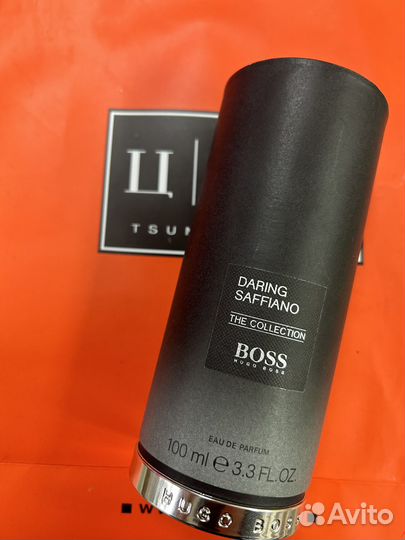 Ц
TSUM
DARING
SAFFIANO
THE COLLECTION
BOSS
HUGO BOSS
EAU DE PARFUM
100 ml e 3.3 FL.OZ.
HUGO BOSS
W
Avito